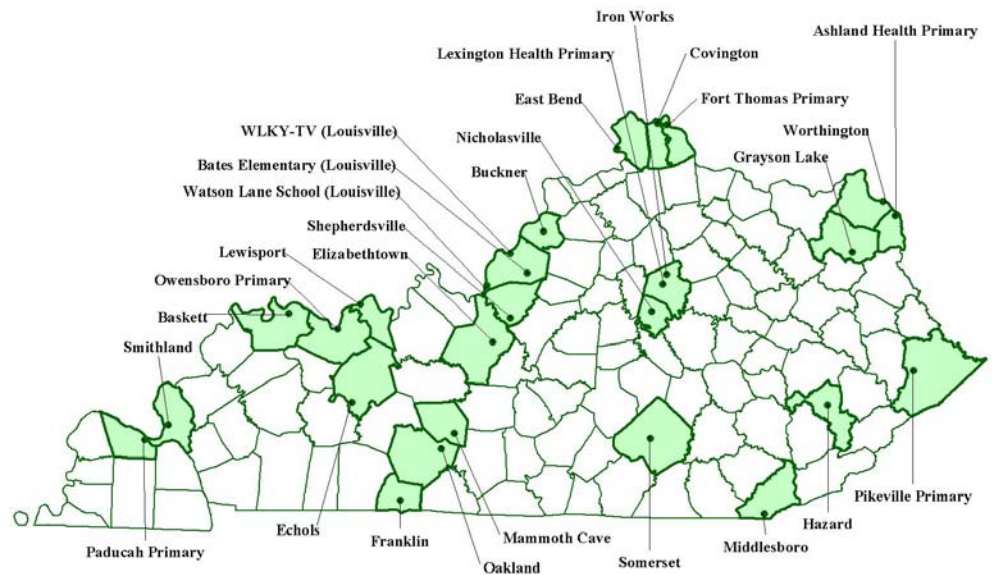 Iron Works
Ashland Health Primary
Lexington Health Primary
Covington
East Bend
Fort Thomas Primary
WLKY-TV (Louisville)
Nicholasville
Worthington
Grayson Lake
Bates Elementary (Louisville)
Buckner
Watson Lane School (Louisville)
Shepherdsville
Lewisport
Elizabethtown
Owensboro Primary
Baskett
Smithland
Pikeville Primary
Paducah Primary
Echols
Franklin
Mammoth Cave
Oakland
Somerset
Middlesboro
Hazard